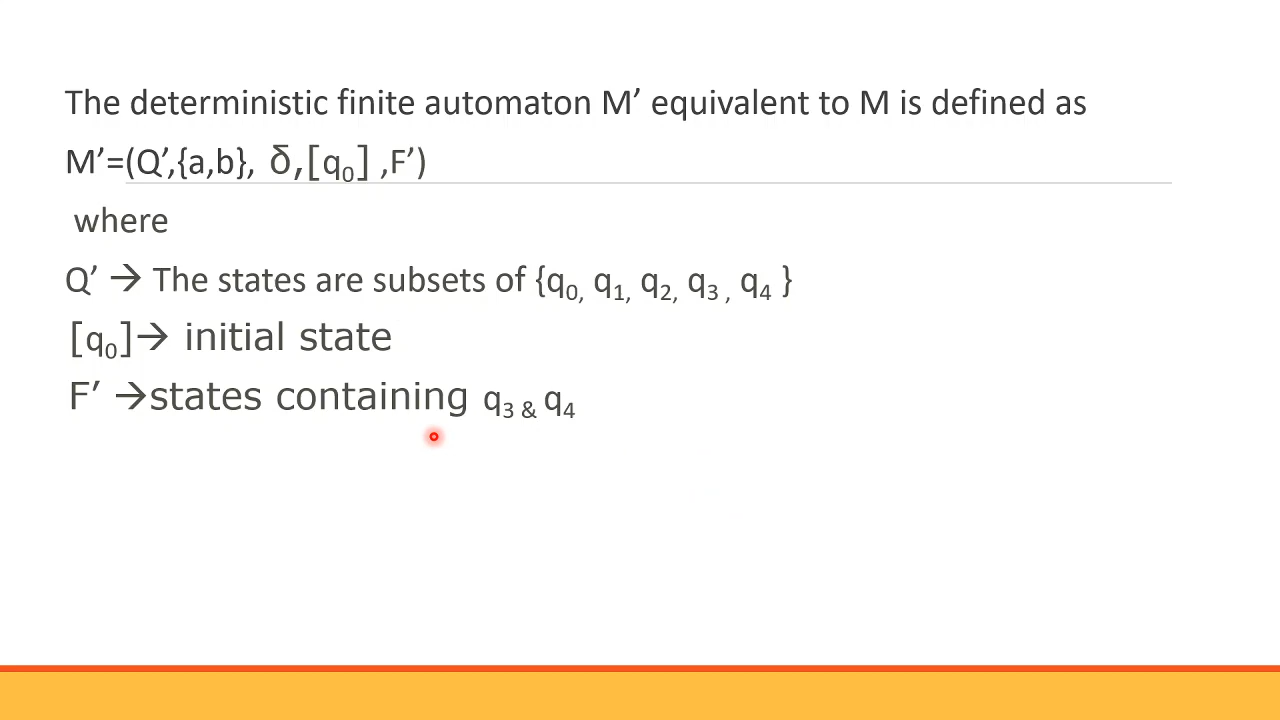 The deterministic finite automaton M’ equivalent to M is defined as
M’=(Q’,{a,b}, δ,[q₀] ,F’)
where
Q’ → The states are subsets of {q₀, q₁, q₂, q₃ , q₄ }
[q₀]→ initial state
F’ →states containing q₃ & q₄